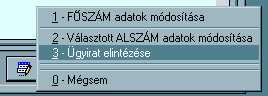 1 - FŐSZÁM adatok módosítása
2 - Választott ALSZÁM adatok módosítása
3 - Ügyirat elintézése
0 - Mégsem